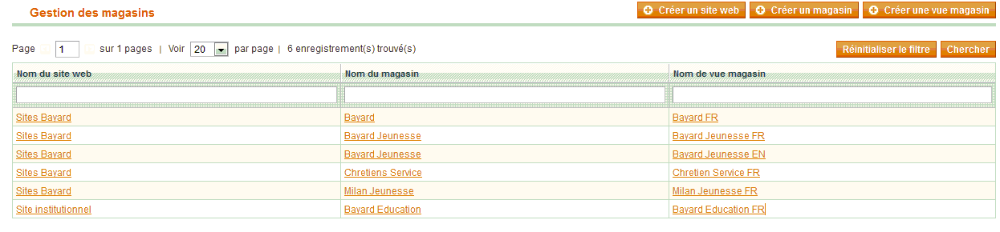 Gestion des magasins Créer un site web Créer un magasin Créer une vue magasin
Page 1 sur 1 pages | Voir 20 par page | 6 enregistrement(s) trouvé(s) Réinitialiser le filtre Chercher
Nom du site web Nom du magasin Nom de vue magasin
Sites Bayard Bayard Bayard FR
Sites Bayard Bayard Jeunesse Bayard Jeunesse FR
Sites Bayard Bayard Jeunesse Bayard Jeunesse EN
Sites Bayard Chretiens Service Chretien Service FR
Sites Bayard Milan Jeunesse Milan Jeunesse FR
Site institutionnel Bayard Education Bayard Education FR